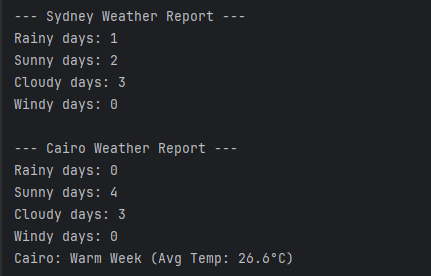 --- Sydney Weather Report ---
Rainy days: 1
Sunny days: 2
Cloudy days: 3
Windy days: 0
--- Cairo Weather Report ---
Rainy days: 0
Sunny days: 4
Cloudy days: 3
Windy days: 0
Cairo: Warm Week (Avg Temp: 26.6°C)